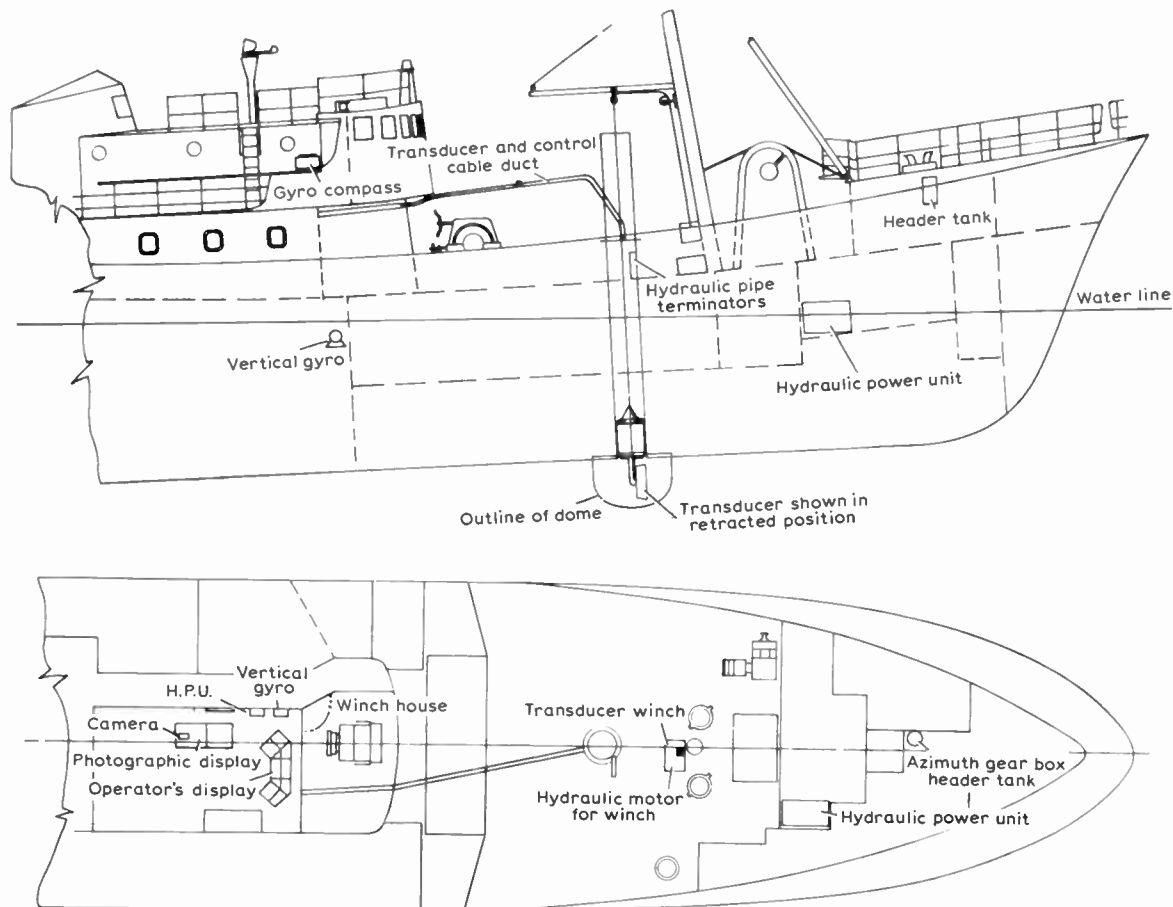 Transducer and control
cable duct
Gyro compass
Header tank
Hydraulic pipe
terminators
Water line
Vertical gyro
Hydraulic power unit
Outline of dome
Transducer shown in
retracted position
Vertical
gyro
H.P.U.
Winch house
Camera
Transducer winch
Photographic display
Azimuth gear box
header tank
Operator's display
Hydraulic motor
for winch
Hydraulic power unit